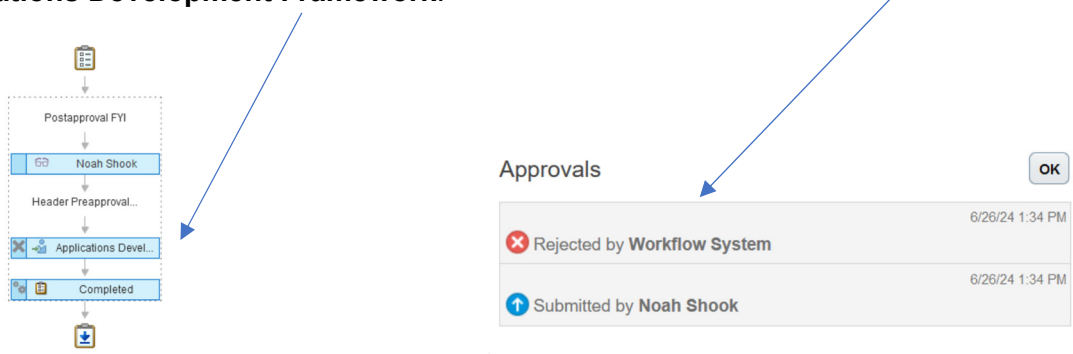 Postapproval FYI
Noah Shook
Header Preapproval...
Applications Devel...
Completed
Approvals
OK
6/26/24 1:34 PM
Rejected by Workflow System
6/26/24 1:34 PM
Submitted by Noah Shook